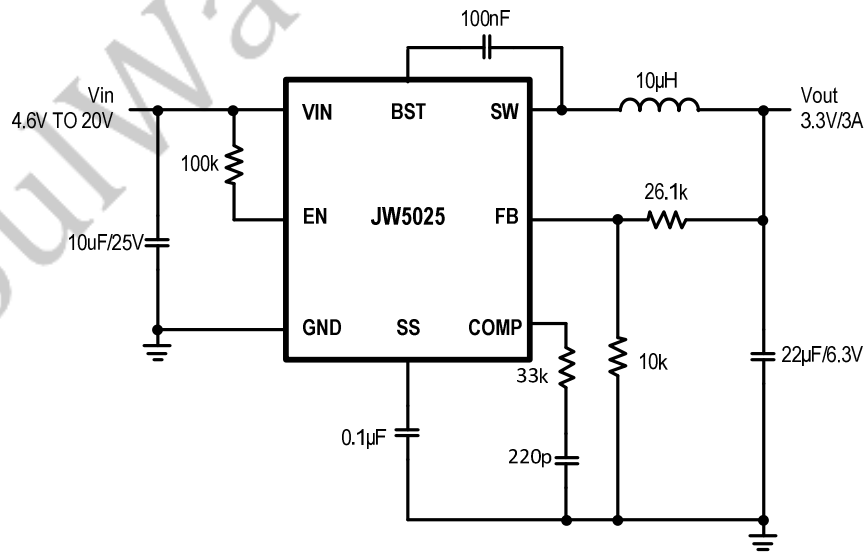 100nF
10µH
Vin
4.6V TO 20V
VIN
BST
SW
Vout
3.3V/3A
100k
26.1k
EN
JW5025
FB
10uF/25V
GND
SS
COMP
33k
10k
22µF/6.3V
0.1µF
220p